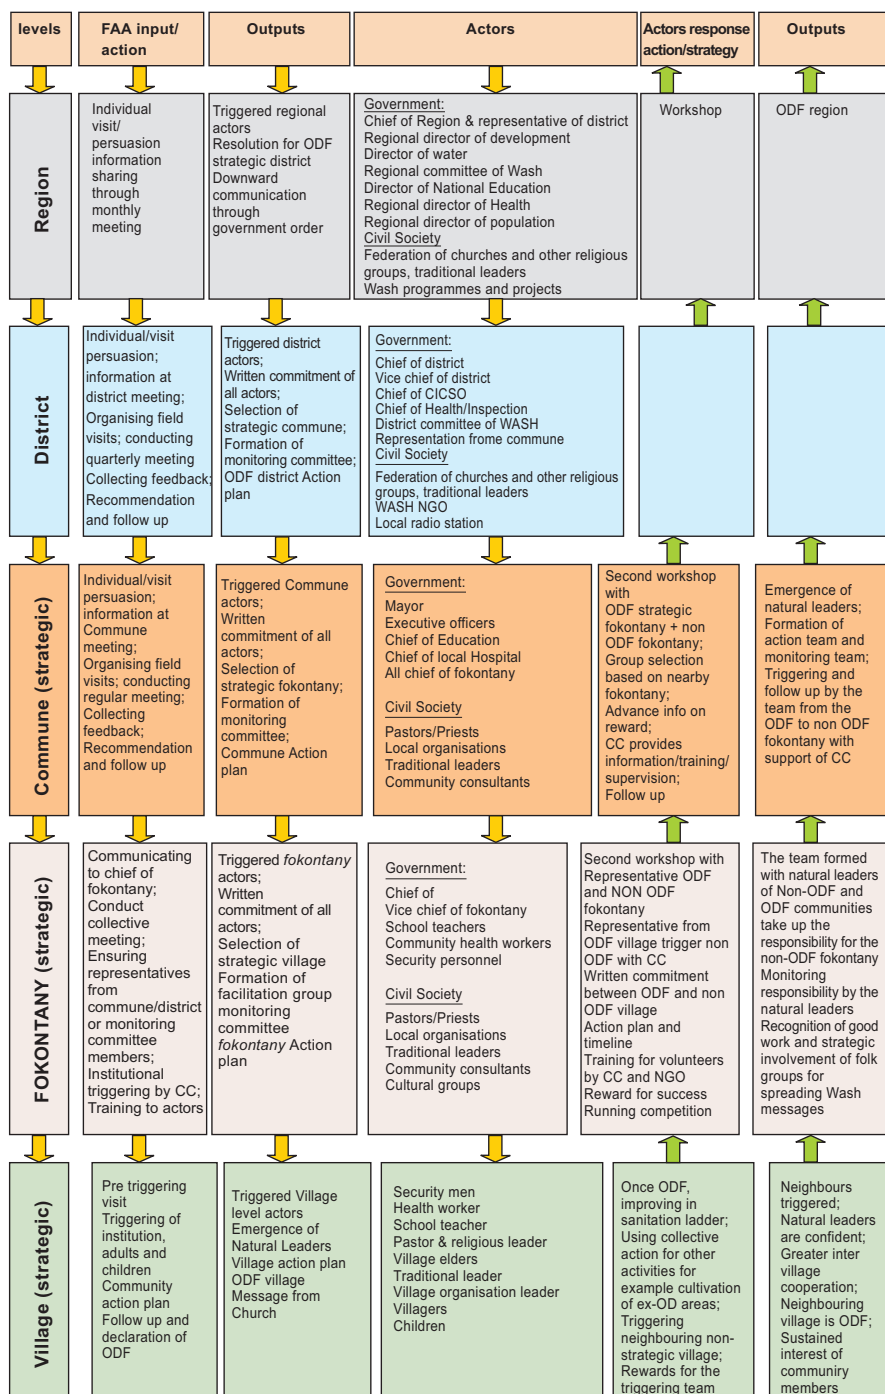 levels
FAA input/
action
Outputs
Actors
Actors response
action/strategy
Outputs
Region
Individual
visit/
persuasion
information
sharing
through
monthly
meeting
Triggered regional
actors
Resolution for ODF
strategic district
Downward
communication
through
government order
Government:
Chief of Region & representative of district
Regional director of development
Director of water
Regional committee of Wash
Director of National Education
Regional director of Health
Regional director of population
Civil Society
Federation of churches and other religious
groups, traditional leaders
Wash programmes and projects
Workshop
ODF region
District
Individual/visit
persuasion;
information at
district meeting;
Organising field
visits; conducting
quarterly meeting
Collecting feedback;
Recommendation
and follow up
Triggered district
actors;
Written commitment of
all actors;
Selection of
strategic commune;
Formation of
monitoring committee;
ODF district Action
plan
Government:
Chief of district
Vice chief of district
Chief of CICSO
Chief of Health/Inspection
District committee of WASH
Representation frome commune
Civil Society
Federation of churches and other religious
groups, traditional leaders
WASH NGO
Local radio station
Commune (strategic)
Individual/visit
persuasion;
information at
Commune
meeting;
Organising field
visits; conducting
regular meeting;
Collecting
feedback;
Recommendation
and follow up
Triggered Commune
actors;
Written
commitment of all
actors;
Selection of
strategic fokontany;
Formation of
monitoring
committee;
Commune Action
plan
Government:
Mayor
Executive officers
Chief of Education
Chief of local Hospital
All chief of fokontany
Civil Society
Pastors/Priests
Local organisations
Traditional leaders
Community consultants
Second workshop
with
ODF strategic
fokontany + non
ODF fokontany;
Group selection
based on nearby
fokontany;
Advance info on
reward;
CC provides
information/training/
supervision;
Follow up
Emergence of
natural leaders;
Formation of
action team and
monitoring team;
Triggering and
follow up by the
team from the
ODF to non ODF
fokontany with
support of CC
FOKONTANY (strategic)
Communicating
to chief of
fokontany;
Conduct
collective
meeting;
Ensuring
representatives
from
commune/district
or monitoring
committee
members;
Institutional
triggering by CC;
Training to actors
Triggered fokontany
actors;
Written
commitment of all
actors;
Selection of
strategic village
Formation of
facilitation group
monitoring
committee
fokontany Action
plan
Government:
Chief of
Vice chief of fokontany
School teachers
Community health workers
Security personnel
Civil Society
Pastors/Priests
Local organisations
Traditional leaders
Community consultants
Cultural groups
Second workshop with
Representative ODF
and NON ODF
fokontany
Representative from
ODF village trigger non
ODF with CC
Written commitment
between ODF and non
ODF village
Action plan and
timeline
Training for volunteers
by CC and NGO
Reward for success
Running competition
The team formed
with natural leaders
of Non-ODF and
ODF communities
take up the
responsibility for the
non-ODF fokontany
Monitoring
responsibility by the
natural leaders
Recognition of good
work and strategic
involvement of folk
groups for
spreading Wash
messages
Village (strategic)
Pre triggering
visit
Triggering of
institution,
adults and
children
Community
action plan
Follow up and
declaration of
ODF
Triggered Village
level actors
Emergence of
Natural Leaders
Village action plan
ODF village
Message from
Church
Security men
Health worker
School teacher
Pastor & religious leader
Village elders
Traditional leader
Village organisation leader
Villagers
Children
Once ODF,
improving in
sanitation ladder;
Using collective
action for other
activities for
example cultivation
of ex-OD areas;
Triggering
neighbouring non-
strategic village;
Rewards for the
triggering team
Neighbours
triggered;
Natural leaders
are confident;
Greater inter
village
cooperation;
Neighbouring
village is ODF;
Sustained
interest of
communiry
members